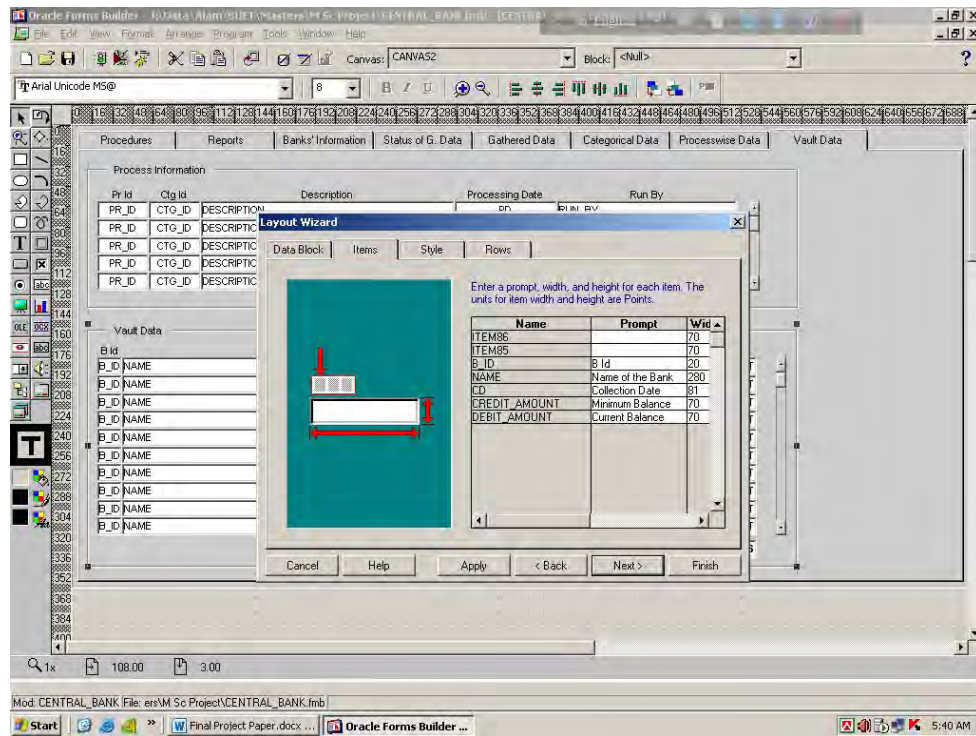 Oracle Forms Builder
File Edit View Format Arrange Program Tools Window Help
Canvas: CANVAS2 Block: <Null>
Arial Unicode MS@ 8 B I U
Procedures Reports Banks' Information Status of G. Data Gathered Data Categorical Data Processwise Data Vault Data
Process Information
Pr Id Ctg Id Description Processing Date Run By
PR_ID CTG_ID DESCRIPTION PD RUN_BY
PR_ID CTG_ID DESCRIPTIO
PR_ID CTG_ID DESCRIPTIO
PR_ID CTG_ID DESCRIPTIO
PR_ID CTG_ID DESCRIPTIO
Layout Wizard
Data Block Items Style Rows
Enter a prompt, width, and height for each item. The
units for item width and height are Points.
Name Prompt Wid
ITEM86 70
ITEM85 70
B_ID B Id 20
NAME Name of the Bank 280
CD Collection Date 81
CREDIT_AMOUNT Minimum Balance 70
DEBIT_AMOUNT Current Balance 70
Cancel Help Apply < Back Next > Finish
Vault Data
B Id
B_ID NAME
B_ID NAME
B_ID NAME
B_ID NAME
B_ID NAME
B_ID NAME
B_ID NAME
B_ID NAME
B_ID NAME
B_ID NAME
1x 108.00 3.00
Mod: CENTRAL_BANK File: ers\M Sc Project\CENTRAL_BANK.fmb
Start Final Project Paper.docx ... Oracle Forms Builder ... 5:40 AM